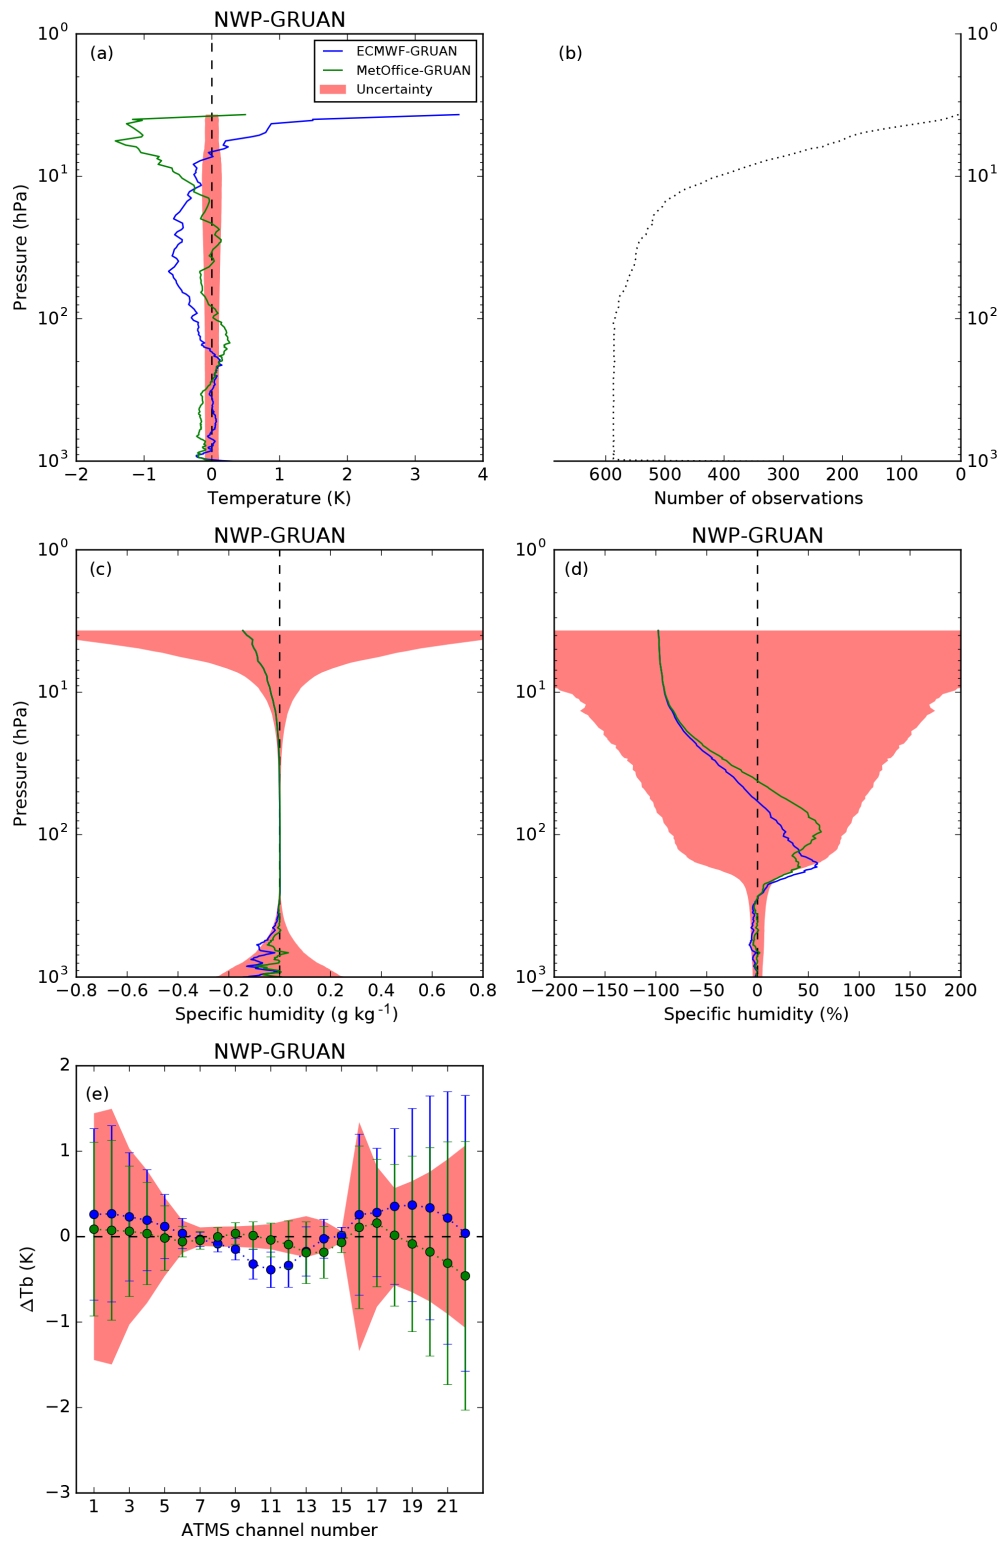 NWP-GRUAN
(a)
ECMWF-GRUAN
MetOffice-GRUAN
Uncertainty
10^0
10^1
10^2
10^3
Pressure (hPa)
−2 −1 0 1 2 3 4
Temperature (K)
(b)
10^0
10^1
10^2
10^3
600 500 400 300 200 100 0
Number of observations
NWP-GRUAN
(c)
10^0
10^1
10^2
10^3
Pressure (hPa)
−0.8 −0.6 −0.4 −0.2 0.0 0.2 0.4 0.6 0.8
Specific humidity (g kg^-1)
NWP-GRUAN
(d)
10^0
10^1
10^2
10^3
−200 −150 −100 −50 0 50 100 150 200
Specific humidity (%)
NWP-GRUAN
(e)
2
1
0
−1
−2
−3
ΔTb (K)
1 3 5 7 9 11 13 15 17 19 21
ATMS channel number